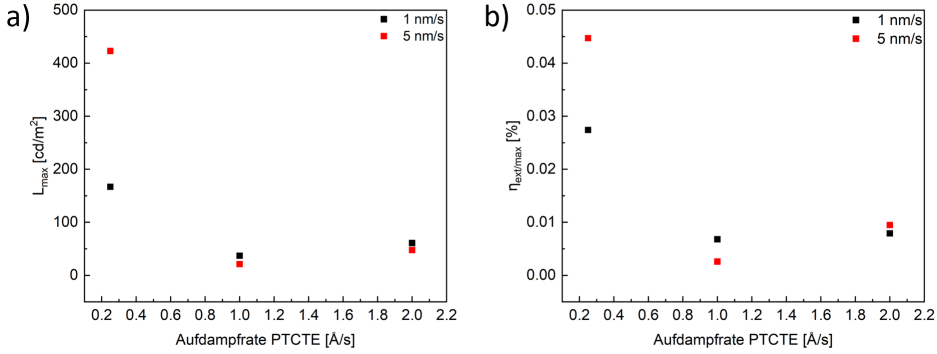 a)
1 nm/s
5 nm/s
500
400
300
200
100
0
L_max [cd/m²]
0.2 0.4 0.6 0.8 1.0 1.2 1.4 1.6 1.8 2.0 2.2
Aufdampfrate PTCTE [Å/s]
b)
1 nm/s
5 nm/s
0.05
0.04
0.03
0.02
0.01
0.00
η_ext/max [%]
0.2 0.4 0.6 0.8 1.0 1.2 1.4 1.6 1.8 2.0 2.2
Aufdampfrate PTCTE [Å/s]